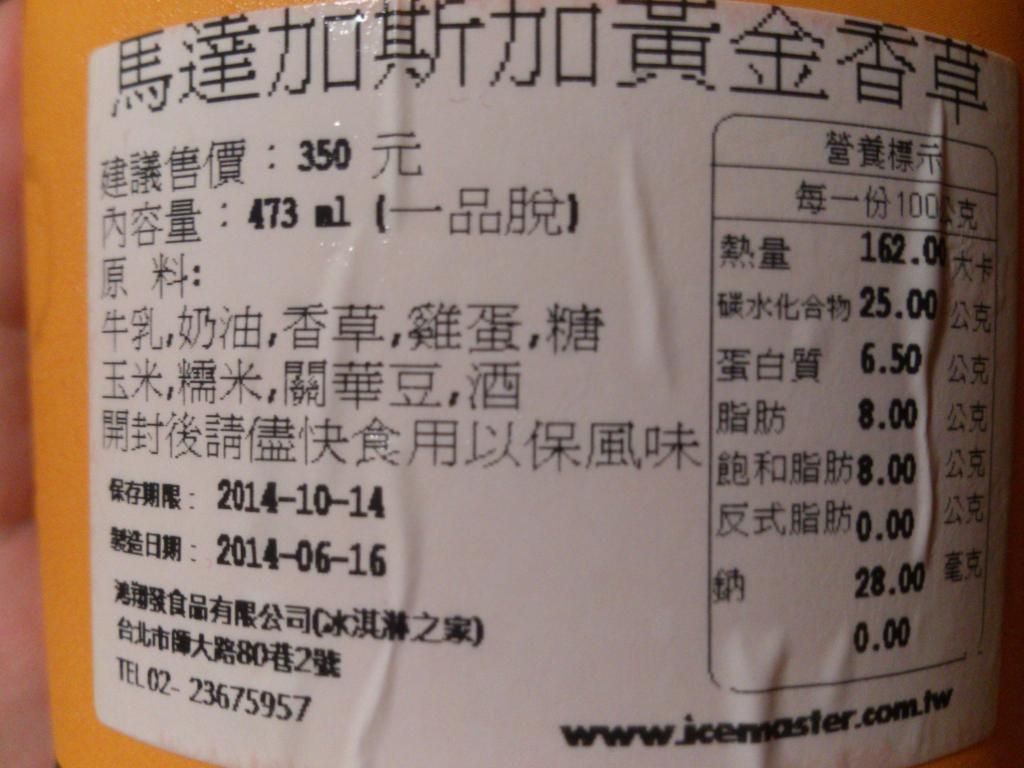 馬達加斯加黃金香草
建議售價：350 元
內容量：473 ml (一品脫)
原 料:
牛乳,奶油,香草,雞蛋,糖
玉米,糯米,關華豆,酒
開封後請儘快食用以保風味
保存期限： 2014-10-14
製造日期： 2014-06-16
鴻翔發食品有限公司(冰淇淋之家)
台北市師大路80巷2號
TEL 02- 23675957
營養標示
每一份100公克
熱量 162.00 大卡
碳水化合物 25.00 公克
蛋白質 6.50 公克
脂肪 8.00 公克
飽和脂肪 8.00 公克
反式脂肪 0.00 公克
鈉 28.00 毫克
0.00
www.icemaster.com.tw